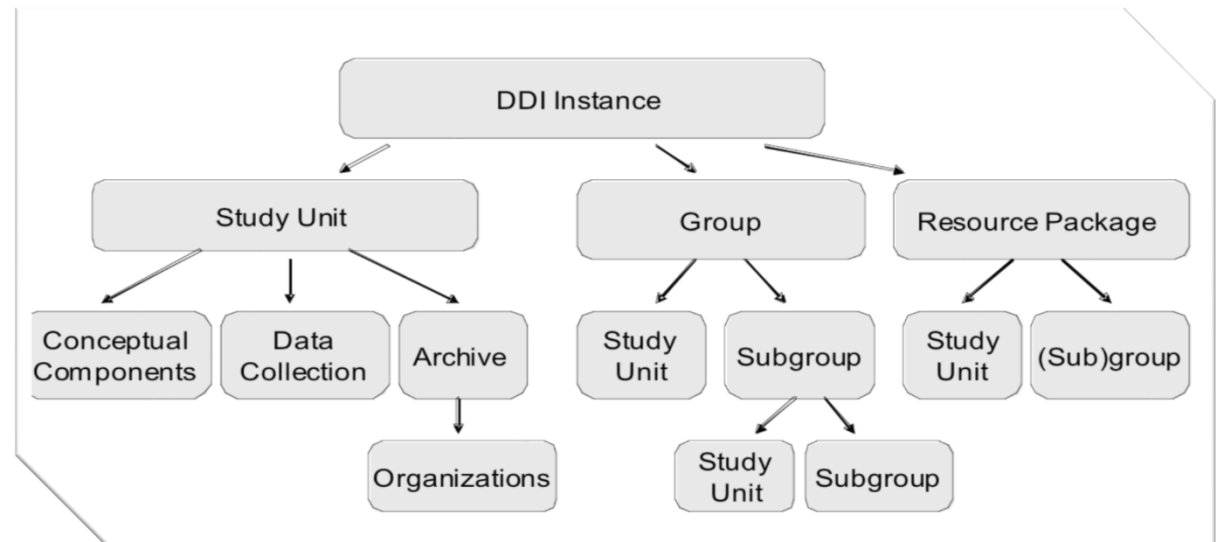 DDI Instance
Study Unit
Group
Resource Package
Conceptual
Components
Data
Collection
Archive
Study
Unit
Subgroup
Study
Unit
(Sub)group
Organizations
Study
Unit
Subgroup